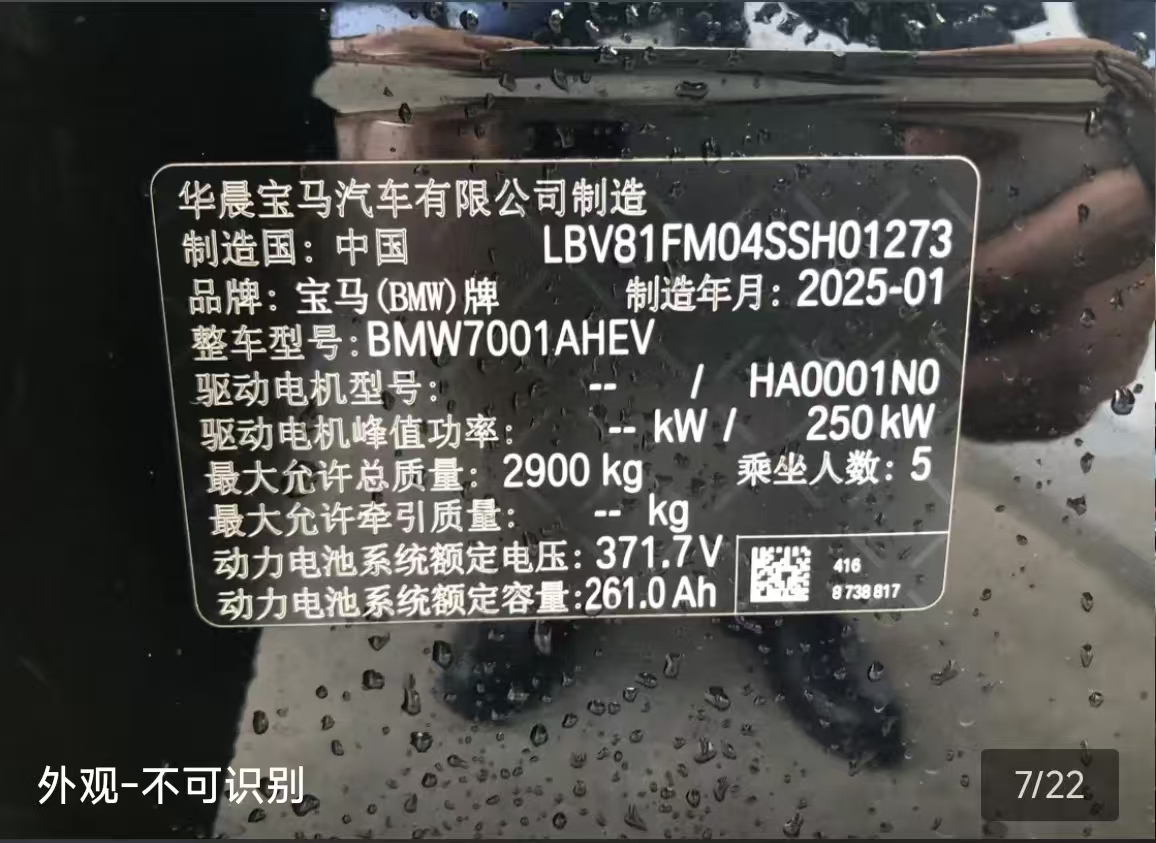 华晨宝马汽车有限公司制造
制造国：中国 LBV81FM04SSH01273
品牌：宝马(BMW)牌 制造年月：2025-01
整车型号：BMW7001AHEV
驱动电机型号： -- / HA0001N0
驱动电机峰值功率： -- kW / 250 kW
最大允许总质量：2900 kg 乘坐人数：5
最大允许牵引质量： -- kg
动力电池系统额定电压：371.7 V
动力电池系统额定容量：261.0 Ah
416
8 738 817
外观-不可识别
7/22